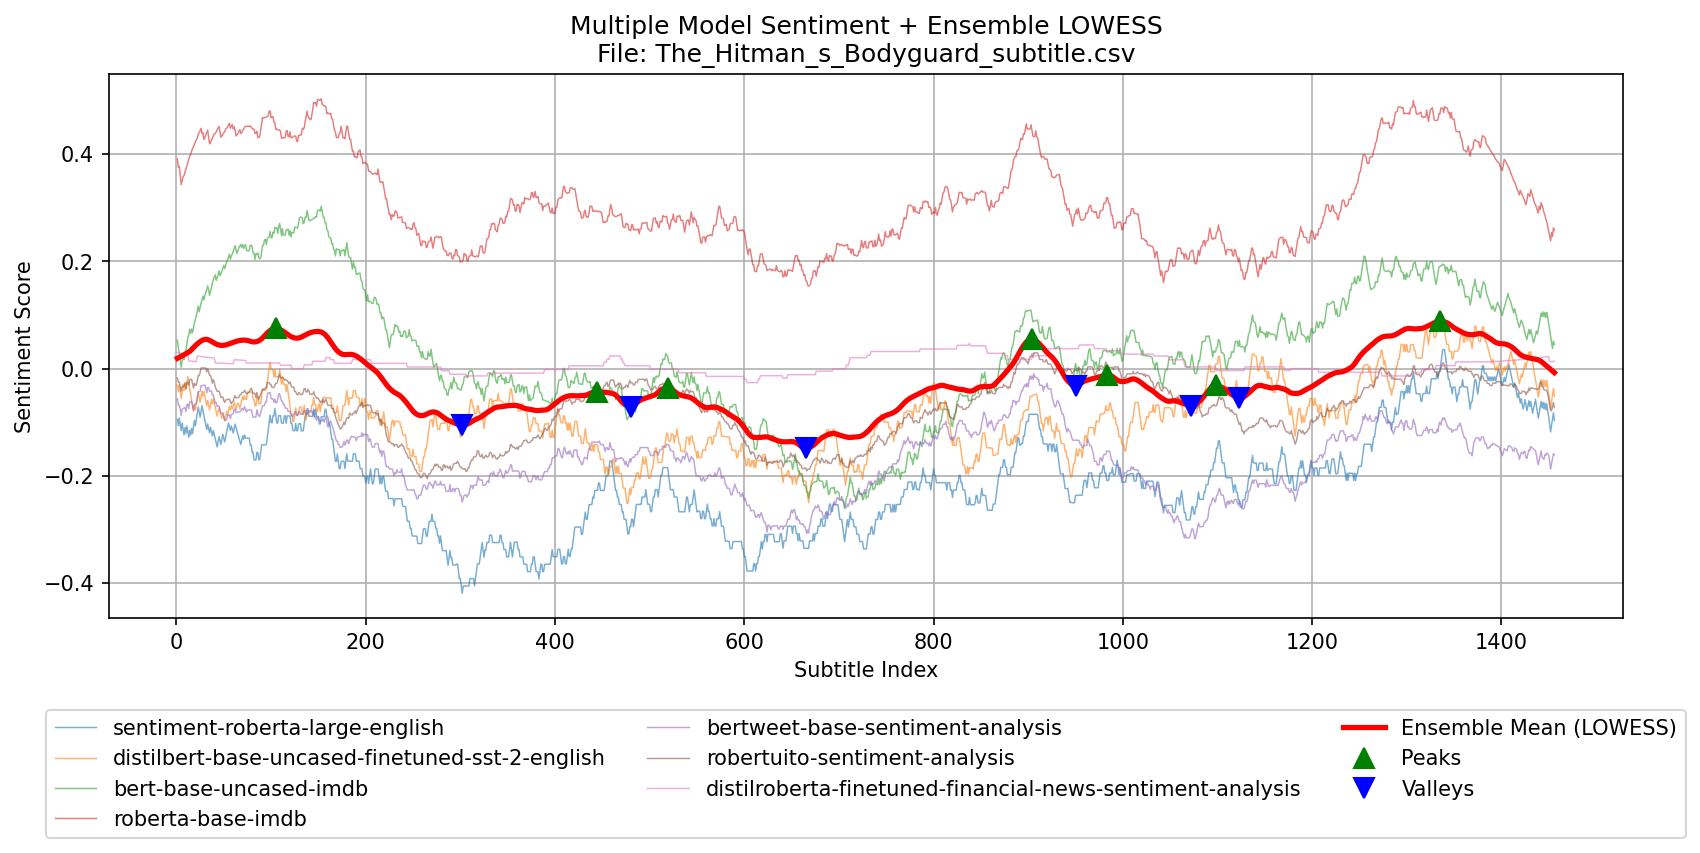 Multiple Model Sentiment + Ensemble LOWESS
File: The_Hitman_s_Bodyguard_subtitle.csv
Sentiment Score
0.4
0.2
0.0
−0.2
−0.4
0
200
400
600
800
1000
1200
1400
Subtitle Index
sentiment-roberta-large-english
distilbert-base-uncased-finetuned-sst-2-english
bert-base-uncased-imdb
roberta-base-imdb
bertweet-base-sentiment-analysis
robertuito-sentiment-analysis
distilroberta-finetuned-financial-news-sentiment-analysis
Ensemble Mean (LOWESS)
Peaks
Valleys